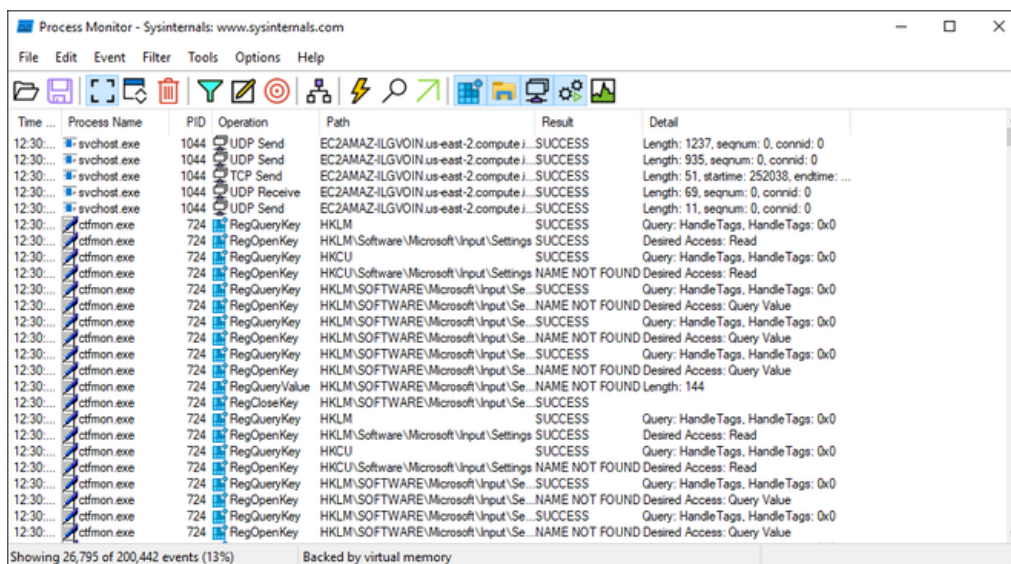 Process Monitor - Sysinternals: www.sysinternals.com
File Edit Event Filter Tools Options Help
Time ... Process Name PID Operation Path Result Detail
12:30:... svchost.exe 1044 UDP Send EC2AMAZ-ILGVOIN.us-east-2.compute.i... SUCCESS Length: 1237, seqnum: 0, connid: 0
12:30:... svchost.exe 1044 UDP Send EC2AMAZ-ILGVOIN.us-east-2.compute.i... SUCCESS Length: 935, seqnum: 0, connid: 0
12:30:... svchost.exe 1044 TCP Send EC2AMAZ-ILGVOIN.us-east-2.compute.i... SUCCESS Length: 51, startime: 252038, endtime: ...
12:30:... svchost.exe 1044 UDP Receive EC2AMAZ-ILGVOIN.us-east-2.compute.i... SUCCESS Length: 69, seqnum: 0, connid: 0
12:30:... svchost.exe 1044 UDP Send EC2AMAZ-ILGVOIN.us-east-2.compute.i... SUCCESS Length: 11, seqnum: 0, connid: 0
12:30:... ctfmon.exe 724 RegQueryKey HKLM SUCCESS Query: HandleTags, HandleTags: 0x0
12:30:... ctfmon.exe 724 RegOpenKey HKLM\Software\Microsoft\Input\Settings SUCCESS Desired Access: Read
12:30:... ctfmon.exe 724 RegQueryKey HKCU SUCCESS Query: HandleTags, HandleTags: 0x0
12:30:... ctfmon.exe 724 RegOpenKey HKCU\Software\Microsoft\Input\Settings NAME NOT FOUND Desired Access: Read
12:30:... ctfmon.exe 724 RegQueryKey HKLM\SOFTWARE\Microsoft\Input\Se... SUCCESS Query: HandleTags, HandleTags: 0x0
12:30:... ctfmon.exe 724 RegOpenKey HKLM\SOFTWARE\Microsoft\Input\Se... NAME NOT FOUND Desired Access: Query Value
12:30:... ctfmon.exe 724 RegQueryKey HKLM\SOFTWARE\Microsoft\Input\Se... SUCCESS Query: HandleTags, HandleTags: 0x0
12:30:... ctfmon.exe 724 RegOpenKey HKLM\SOFTWARE\Microsoft\Input\Se... NAME NOT FOUND Desired Access: Query Value
12:30:... ctfmon.exe 724 RegQueryKey HKLM\SOFTWARE\Microsoft\Input\Se... SUCCESS Query: HandleTags, HandleTags: 0x0
12:30:... ctfmon.exe 724 RegOpenKey HKLM\SOFTWARE\Microsoft\Input\Se... NAME NOT FOUND Desired Access: Query Value
12:30:... ctfmon.exe 724 RegQueryValue HKLM\SOFTWARE\Microsoft\Input\Se... NAME NOT FOUND Length: 144
12:30:... ctfmon.exe 724 RegCloseKey HKLM\SOFTWARE\Microsoft\Input\Se... SUCCESS
12:30:... ctfmon.exe 724 RegQueryKey HKLM SUCCESS Query: HandleTags, HandleTags: 0x0
12:30:... ctfmon.exe 724 RegOpenKey HKLM\Software\Microsoft\Input\Settings SUCCESS Desired Access: Read
12:30:... ctfmon.exe 724 RegQueryKey HKCU SUCCESS Query: HandleTags, HandleTags: 0x0
12:30:... ctfmon.exe 724 RegOpenKey HKCU\Software\Microsoft\Input\Settings NAME NOT FOUND Desired Access: Read
12:30:... ctfmon.exe 724 RegQueryKey HKLM\SOFTWARE\Microsoft\Input\Se... SUCCESS Query: HandleTags, HandleTags: 0x0
12:30:... ctfmon.exe 724 RegOpenKey HKLM\SOFTWARE\Microsoft\Input\Se... NAME NOT FOUND Desired Access: Query Value
12:30:... ctfmon.exe 724 RegQueryKey HKLM\SOFTWARE\Microsoft\Input\Se... SUCCESS Query: HandleTags, HandleTags: 0x0
12:30:... ctfmon.exe 724 RegOpenKey HKLM\SOFTWARE\Microsoft\Input\Se... NAME NOT FOUND Desired Access: Query Value
Showing 26,795 of 200,442 events (13%) Backed by virtual memory